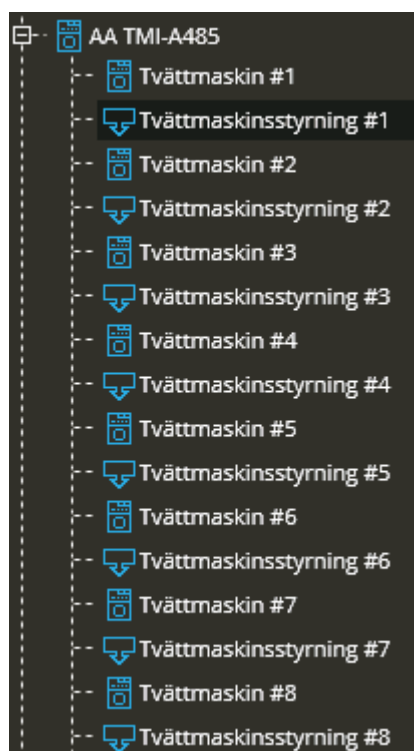 AA TMI-A485
Tvättmaskin #1
Tvättmaskinsstyrning #1
Tvättmaskin #2
Tvättmaskinsstyrning #2
Tvättmaskin #3
Tvättmaskinsstyrning #3
Tvättmaskin #4
Tvättmaskinsstyrning #4
Tvättmaskin #5
Tvättmaskinsstyrning #5
Tvättmaskin #6
Tvättmaskinsstyrning #6
Tvättmaskin #7
Tvättmaskinsstyrning #7
Tvättmaskin #8
Tvättmaskinsstyrning #8